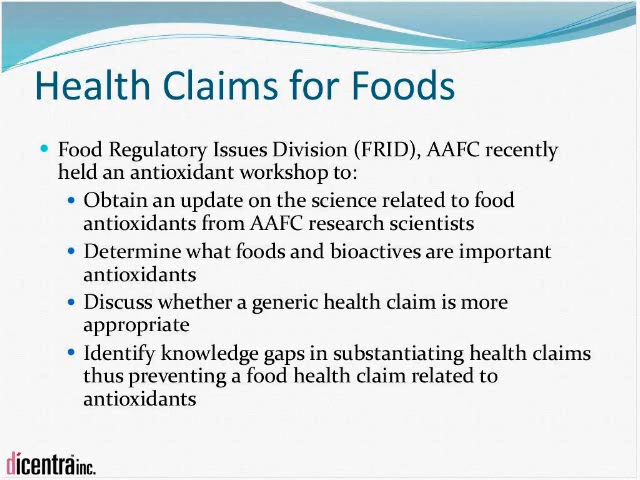 Health Claims for Foods
• Food Regulatory Issues Division (FRID), AAFC recently
held an antioxidant workshop to:
• Obtain an update on the science related to food
antioxidants from AAFC research scientists
• Determine what foods and bioactives are important
antioxidants
• Discuss whether a generic health claim is more
appropriate
• Identify knowledge gaps in substantiating health claims
thus preventing a food health claim related to
antioxidants
dicentra inc.